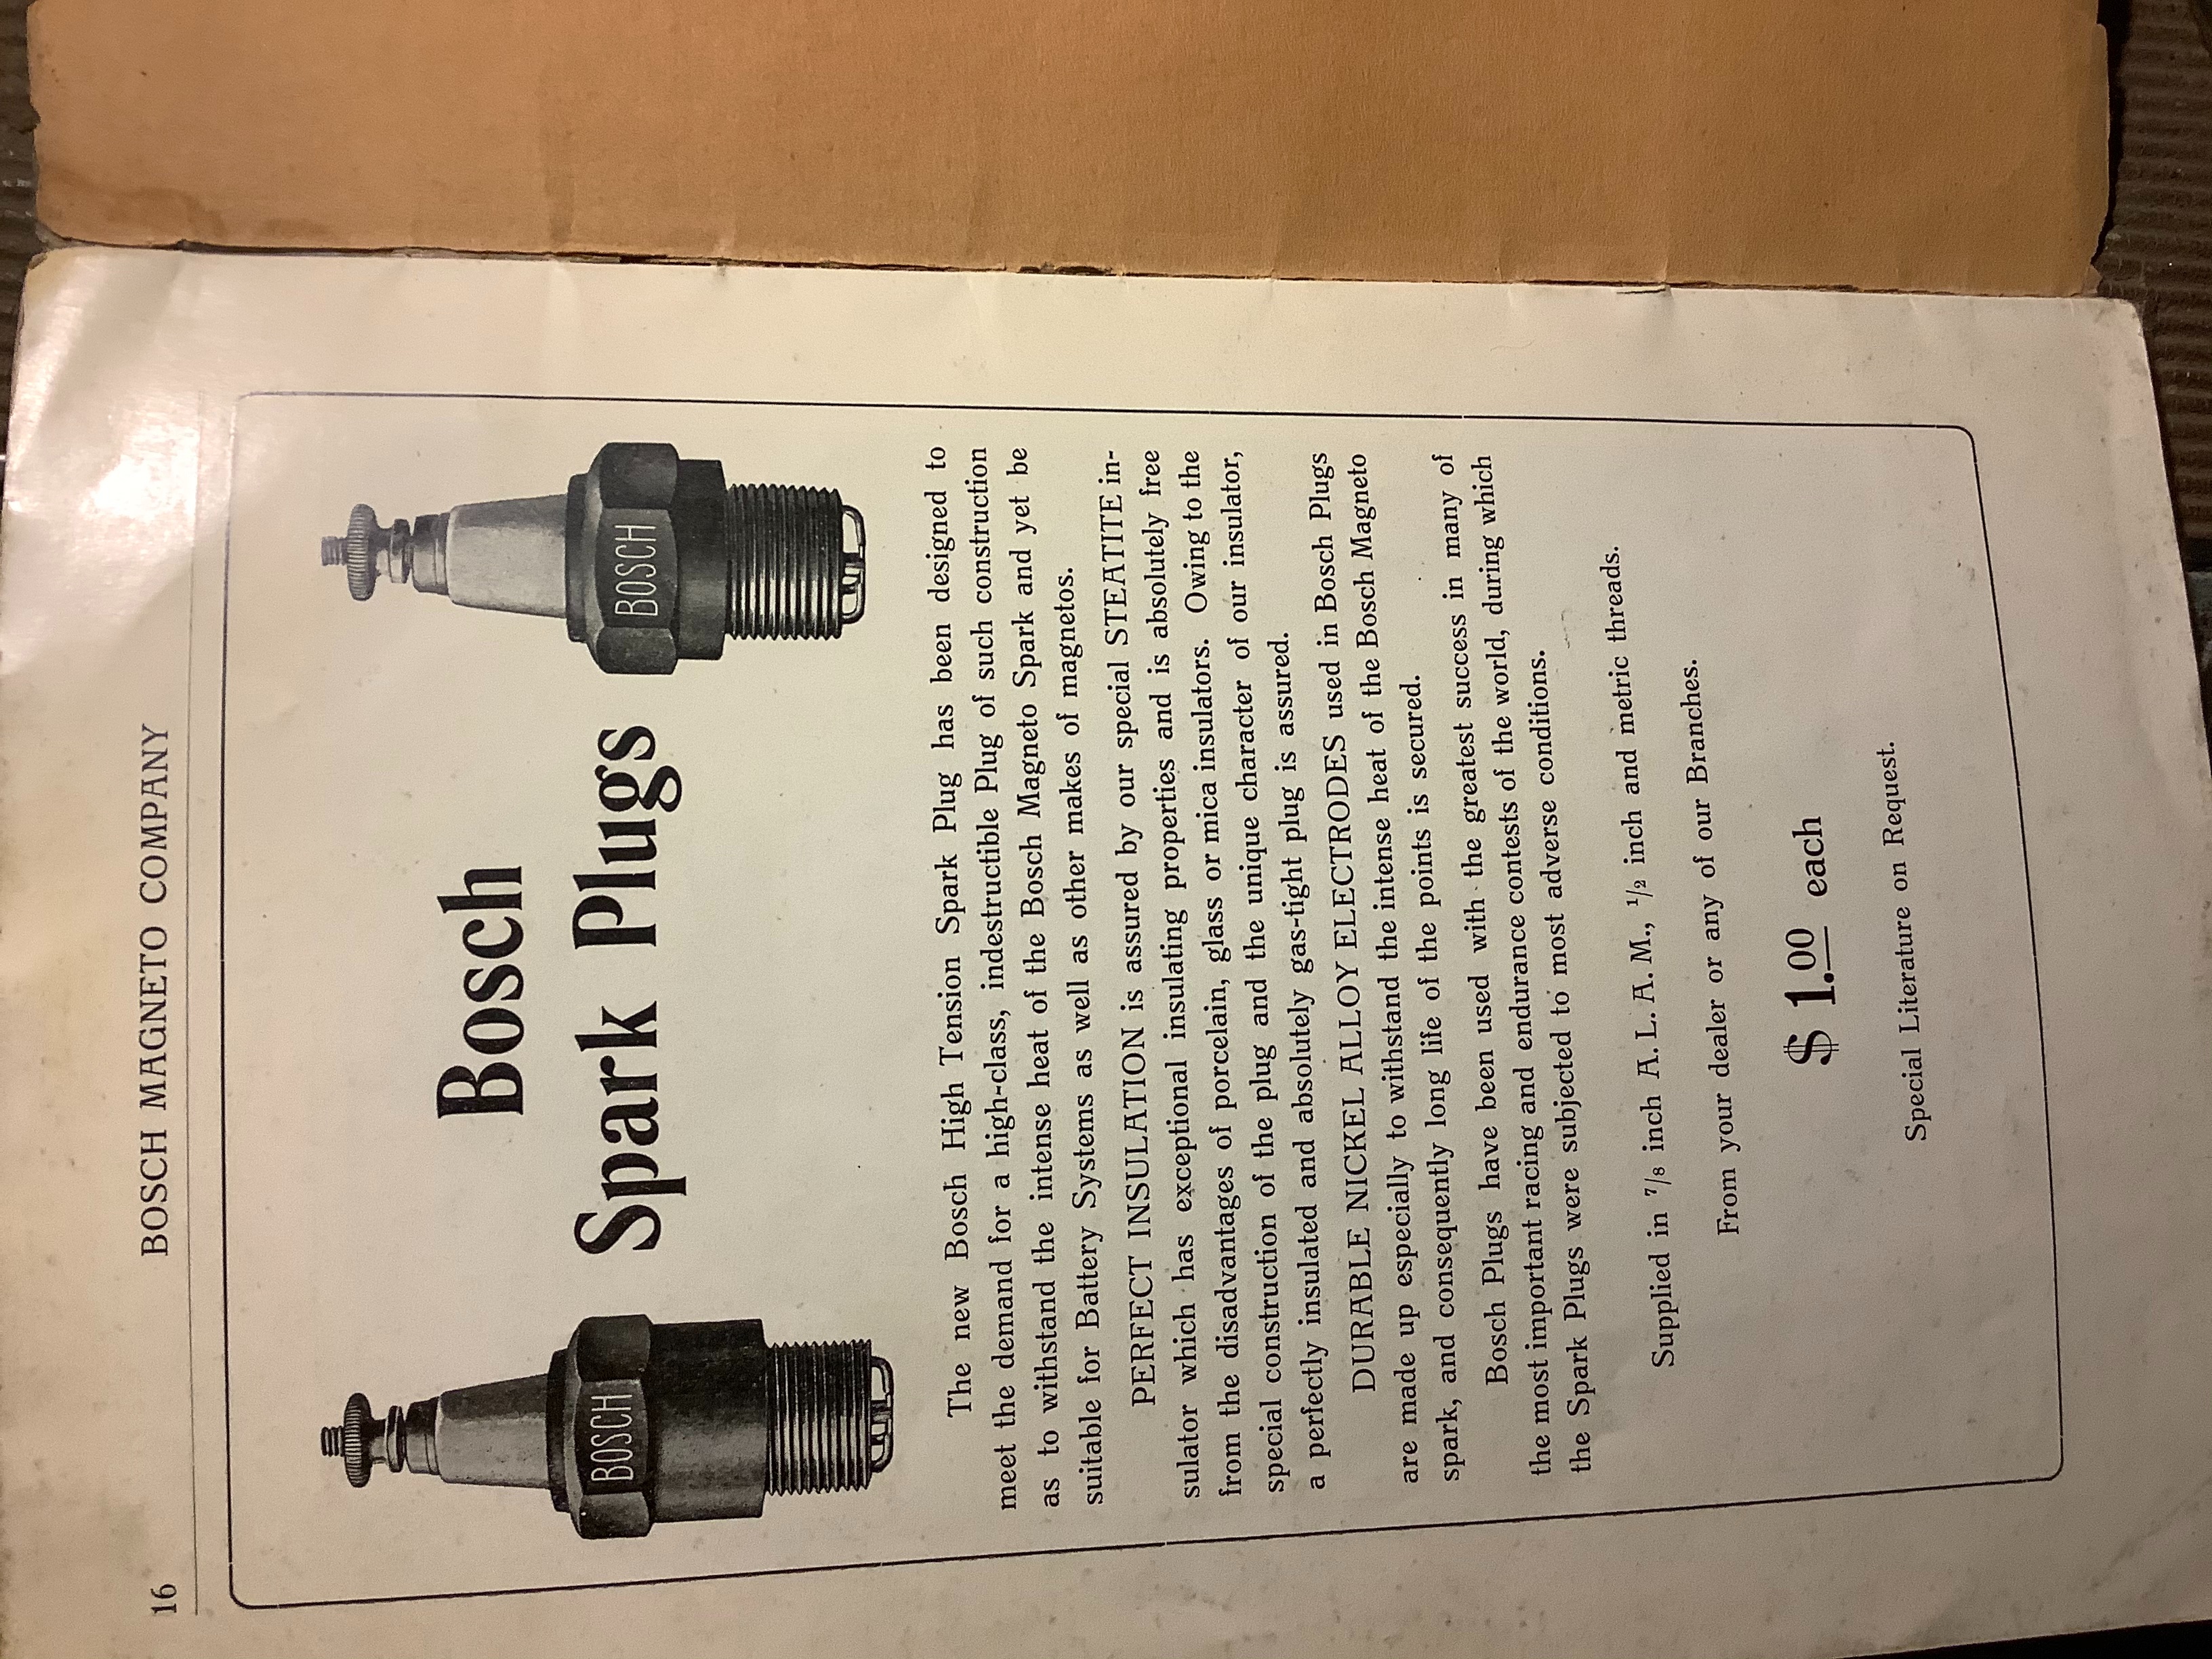 16
BOSCH MAGNETO COMPANY
Bosch
Spark Plugs
BOSCH
BOSCH
The new Bosch High Tension Spark Plug has been designed to
meet the demand for a high-class, indestructible Plug of such construction
as to withstand the intense heat of the Bosch Magneto Spark and yet be
suitable for Battery Systems as well as other makes of magnetos.
PERFECT INSULATION is assured by our special STEATITE in-
sulator which has exceptional insulating properties and is absolutely free
from the disadvantages of porcelain, glass or mica insulators. Owing to the
special construction of the plug and the unique character of our insulator,
a perfectly insulated and absolutely gas-tight plug is assured.
DURABLE NICKEL ALLOY ELECTRODES used in Bosch Plugs
are made up especially to withstand the intense heat of the Bosch Magneto
spark, and consequently long life of the points is secured.
Bosch Plugs have been used with the greatest success in many of
the most important racing and endurance contests of the world, during which
the Spark Plugs were subjected to most adverse conditions.
Supplied in 7/8 inch A. L. A. M., 1/2 inch and metric threads.
From your dealer or any of our Branches.
$ 1.00 each
Special Literature on Request.